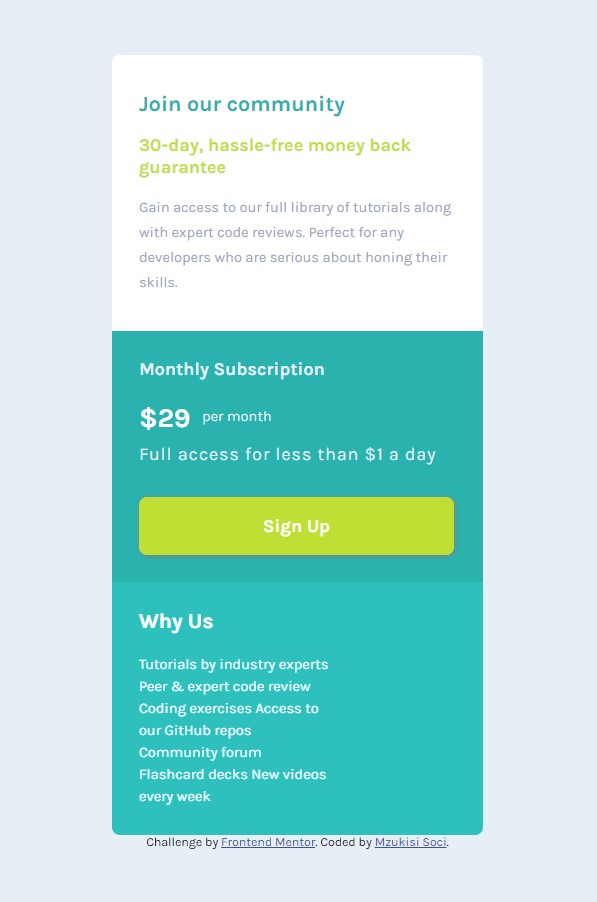 Join our community
30-day, hassle-free money back
guarantee
Gain access to our full library of tutorials along
with expert code reviews. Perfect for any
developers who are serious about honing their
skills.
Monthly Subscription
$29 per month
Full access for less than $1 a day
Sign Up
Why Us
Tutorials by industry experts
Peer & expert code review
Coding exercises Access to
our GitHub repos
Community forum
Flashcard decks New videos
every week
Challenge by Frontend Mentor. Coded by Mzukisi Soci.